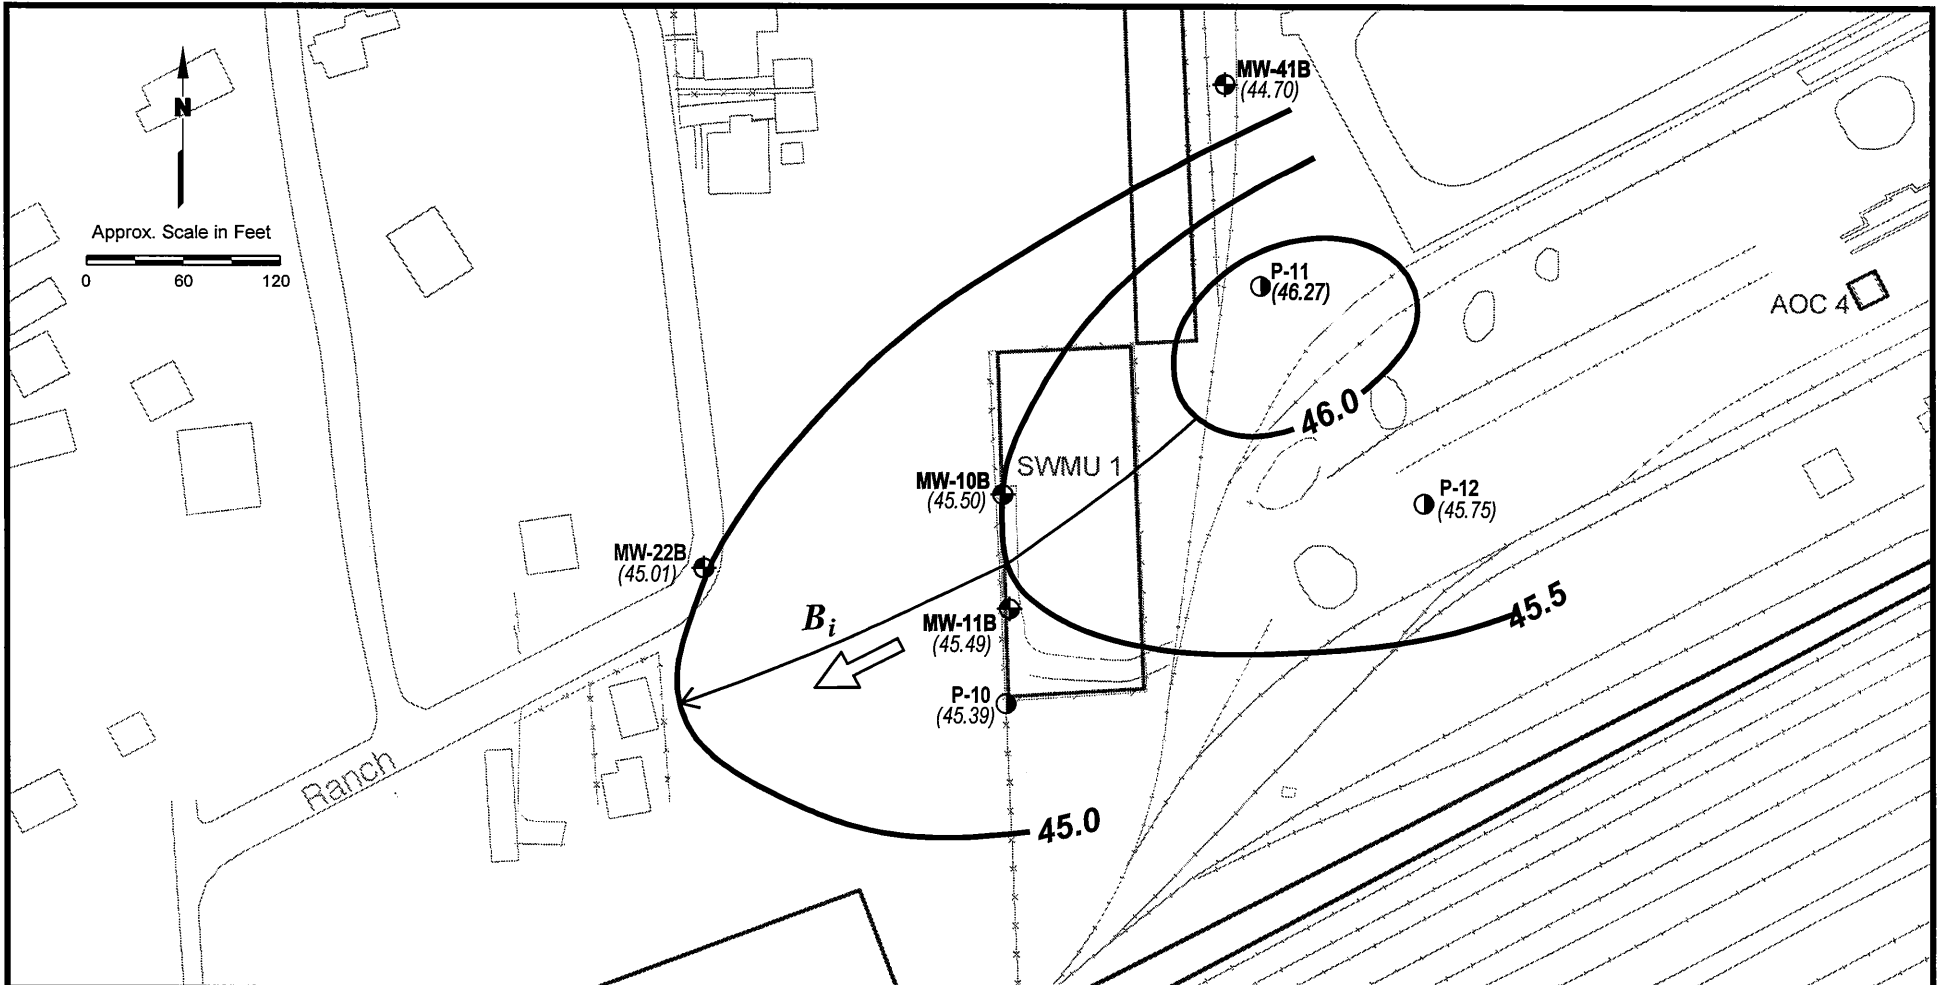 MW-41B
(44.70)
N
Approx. Scale in Feet
0 60 120
P-11
(46.27)
AOC 4
46.0
SWMU 1
MW-10B
(45.50)
P-12
(45.75)
MW-22B
(45.01)
B_i
MW-11B
(45.49)
45.5
P-10
(45.39)
Ranch
45.0